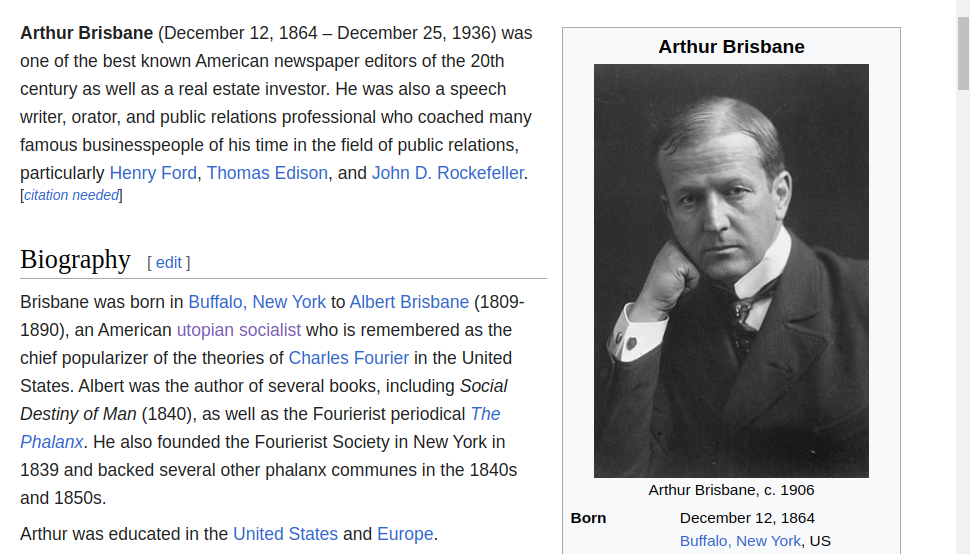 Arthur Brisbane (December 12, 1864 – December 25, 1936) was
one of the best known American newspaper editors of the 20th
century as well as a real estate investor. He was also a speech
writer, orator, and public relations professional who coached many
famous businesspeople of his time in the field of public relations,
particularly Henry Ford, Thomas Edison, and John D. Rockefeller.
[citation needed]
Biography [ edit ]
Brisbane was born in Buffalo, New York to Albert Brisbane (1809-
1890), an American utopian socialist who is remembered as the
chief popularizer of the theories of Charles Fourier in the United
States. Albert was the author of several books, including Social
Destiny of Man (1840), as well as the Fourierist periodical The
Phalanx. He also founded the Fourierist Society in New York in
1839 and backed several other phalanx communes in the 1840s
and 1850s.
Arthur was educated in the United States and Europe.
Arthur Brisbane
Arthur Brisbane, c. 1906
Born December 12, 1864
Buffalo, New York, US